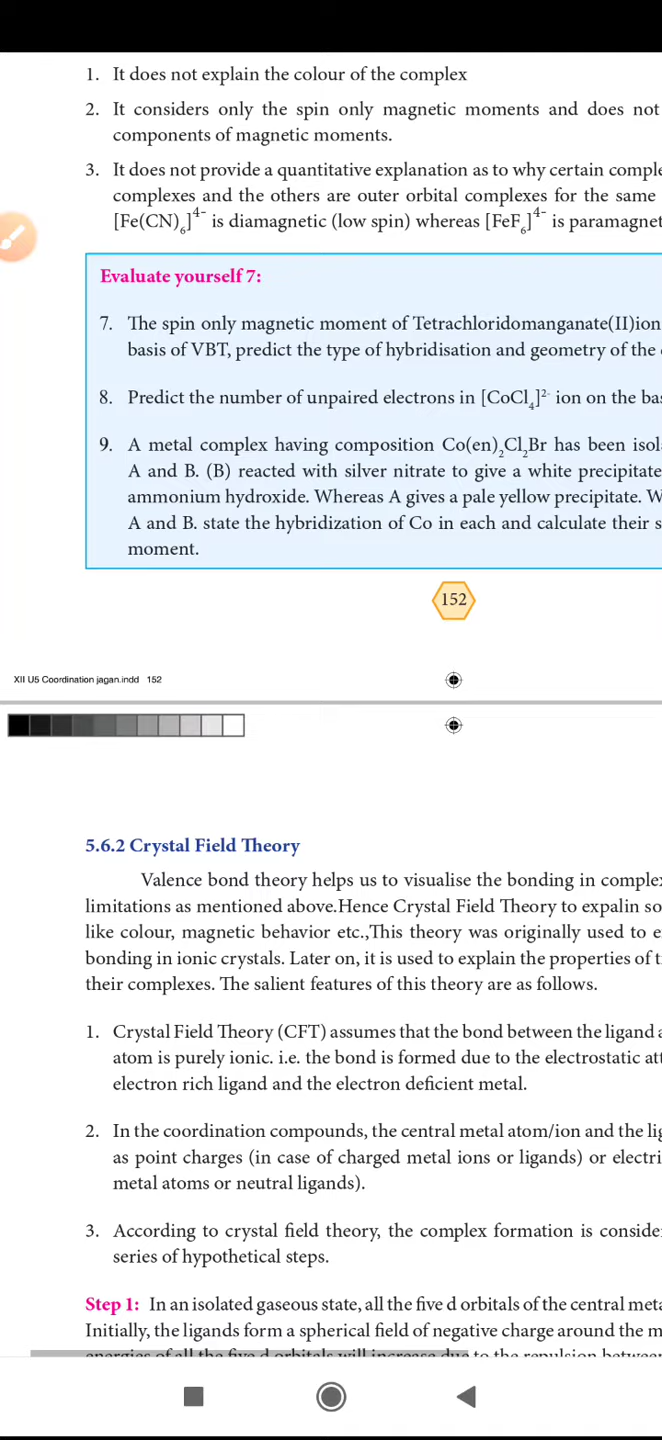 1. It does not explain the colour of the complex
2. It considers only the spin only magnetic moments and does not
components of magnetic moments.
3. It does not provide a quantitative explanation as to why certain
complexes and the others are outer orbital complexes for the same
[Fe(CN)₆]⁴⁻ is diamagnetic (low spin) whereas [FeF₆]⁴⁻ is
Evaluate yourself 7:
7. The spin only magnetic moment of Tetrachloridomanganate(II)ion
basis of VBT, predict the type of hybridisation and geometry of the
8. Predict the number of unpaired electrons in [CoCl₄]²⁻ ion on the
9. A metal complex having composition Co(en)₂Cl₂Br has been
A and B. (B) reacted with silver nitrate to give a white precipitate
ammonium hydroxide. Whereas A gives a pale yellow precipitate.
A and B. state the hybridization of Co in each and calculate their
moment.
152
XII U5 Coordination jagan.indd 152
5.6.2 Crystal Field Theory
Valence bond theory helps us to visualise the bonding in
limitations as mentioned above.Hence Crystal Field Theory to expalin
like colour, magnetic behavior etc.,This theory was originally used to
bonding in ionic crystals. Later on, it is used to explain the properties of
their complexes. The salient features of this theory are as follows.
1. Crystal Field Theory (CFT) assumes that the bond between the ligand
atom is purely ionic. i.e. the bond is formed due to the electrostatic
electron rich ligand and the electron deficient metal.
2. In the coordination compounds, the central metal atom/ion and the
as point charges (in case of charged metal ions or ligands) or
metal atoms or neutral ligands).
3. According to crystal field theory, the complex formation is
series of hypothetical steps.
Step 1: In an isolated gaseous state, all the five d orbitals of the central
Initially, the ligands form a spherical field of negative charge around the
energies of all the five d orbitals will increase due to the repulsion